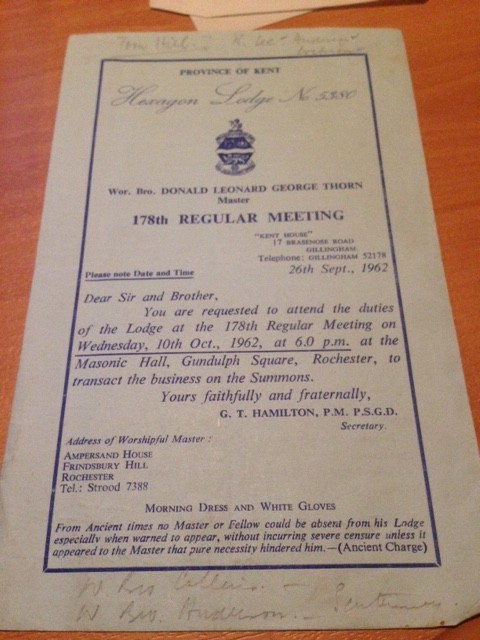 Tom Hill
PROVINCE OF KENT
Hexagon Lodge No. 5380
Wor. Bro. DONALD LEONARD GEORGE THORN
Master
178th REGULAR MEETING
"KENT HOUSE"
17 BRASENOSE ROAD
GILLINGHAM.
Telephone: GILLINGHAM 52178
Please note Date and Time
26th Sept., 1962
Dear Sir and Brother,
You are requested to attend the duties
of the Lodge at the 178th Regular Meeting on
Wednesday, 10th Oct., 1962, at 6.0 p.m. at the
Masonic Hall, Gundulph Square, Rochester, to
transact the business on the Summons.
Yours faithfully and fraternally,
G. T. HAMILTON, P.M. P.S.G.D.
Secretary.
Address of Worshipful Master :
AMPERSAND HOUSE
FRINDSBURY HILL
ROCHESTER
Tel.: Strood 7388
MORNING DRESS AND WHITE GLOVES
From Ancient times no Master or Fellow could be absent from his Lodge
especially when warned to appear, without incurring severe censure unless it
appeared to the Master that pure necessity hindered him.—(Ancient Charge)
W Bro
W Bro. Anderson.